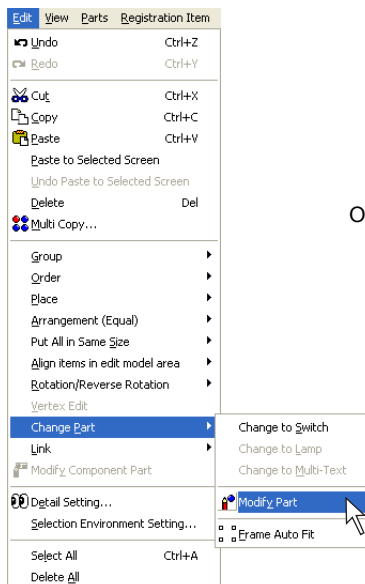 Edit View Parts Registration Item
Undo Ctrl+Z
Redo Ctrl+Y
Cut Ctrl+X
Copy Ctrl+C
Paste Ctrl+V
Paste to Selected Screen
Undo Paste to Selected Screen
Delete Del
Multi Copy...
O
Group
Order
Place
Arrangement (Equal)
Put All in Same Size
Align items in edit model area
Rotation/Reverse Rotation
Vertex Edit
Change Part
Change to Switch
Link
Change to Lamp
Modify Component Part
Change to Multi-Text
Detail Setting...
Modify Part
Selection Environment Setting...
Frame Auto Fit
Select All Ctrl+A
Delete All